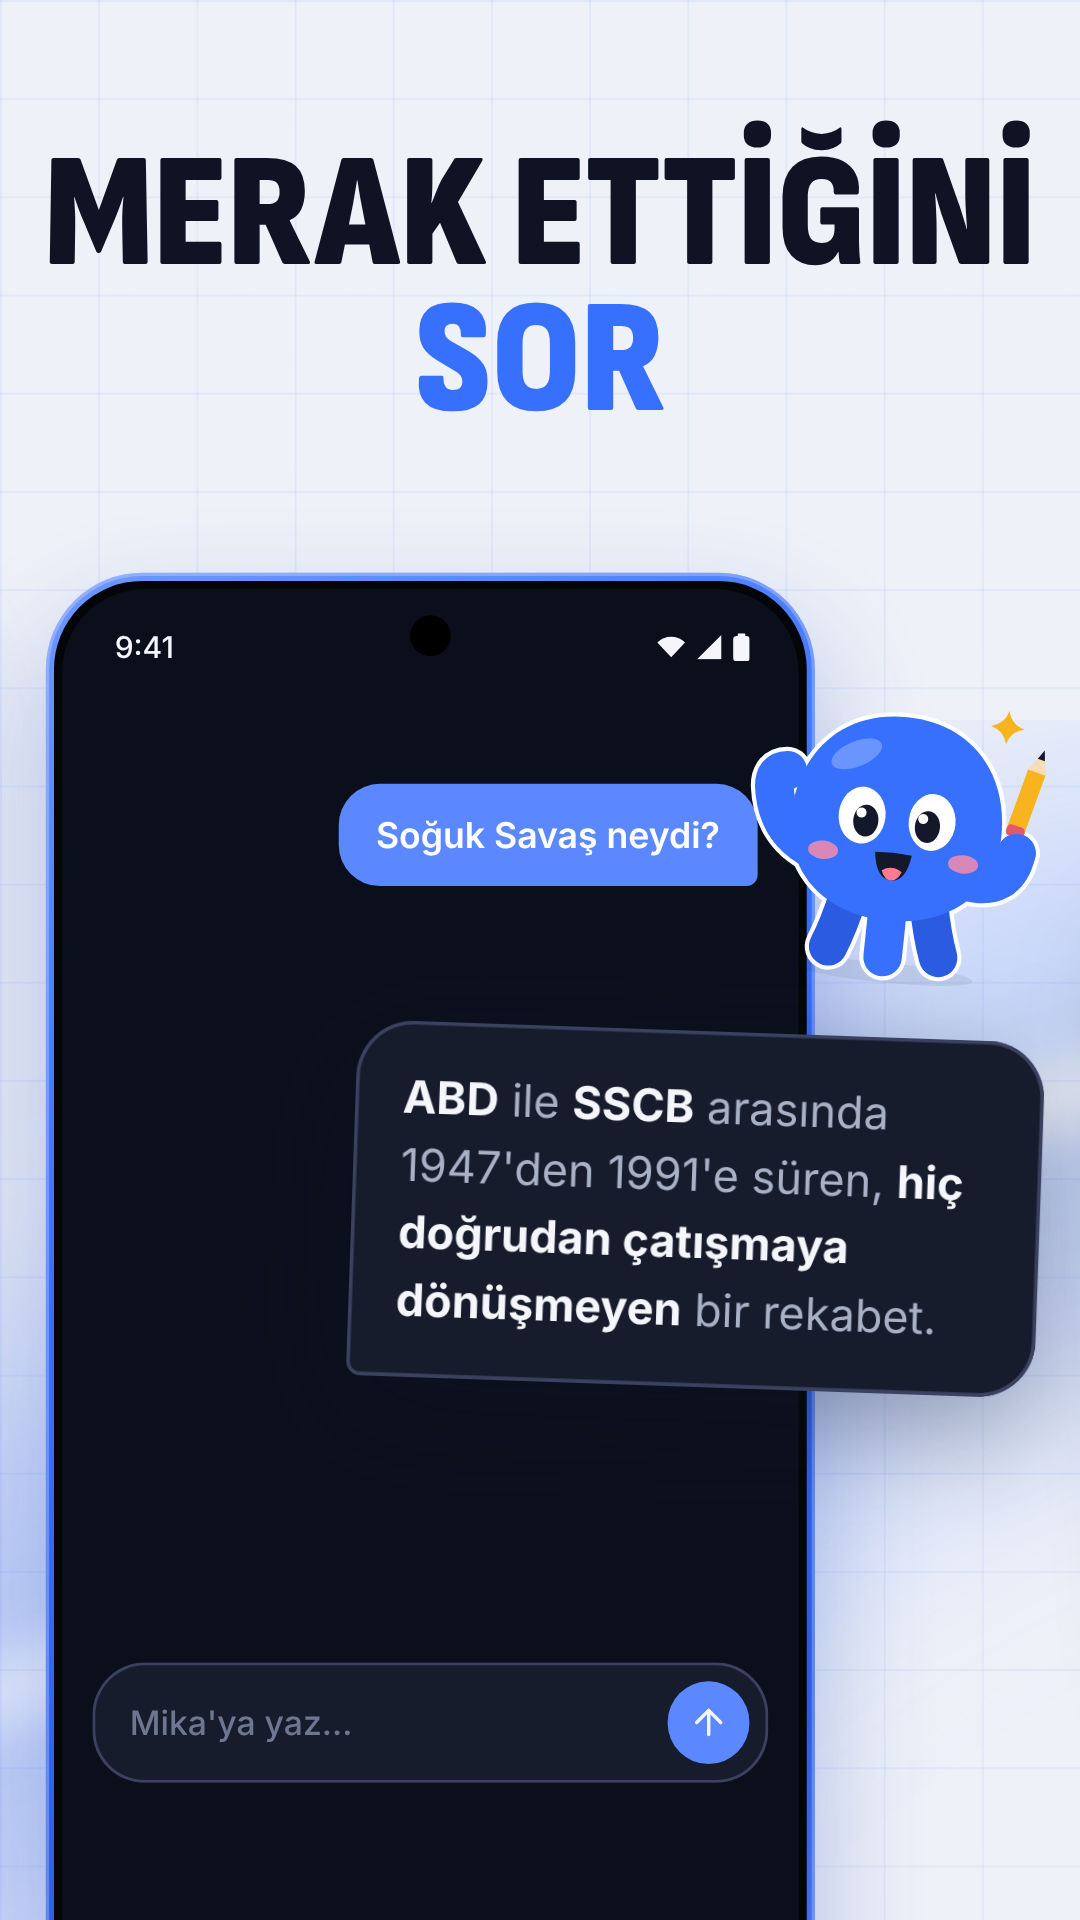 MERAK ETTİĞİNİ
SOR
9:41
Soğuk Savaş neydi?
ABD ile SSCB arasında
1947'den 1991'e süren, hiç
doğrudan çatışmaya
dönüşmeyen bir rekabet.
Mika'ya yaz...